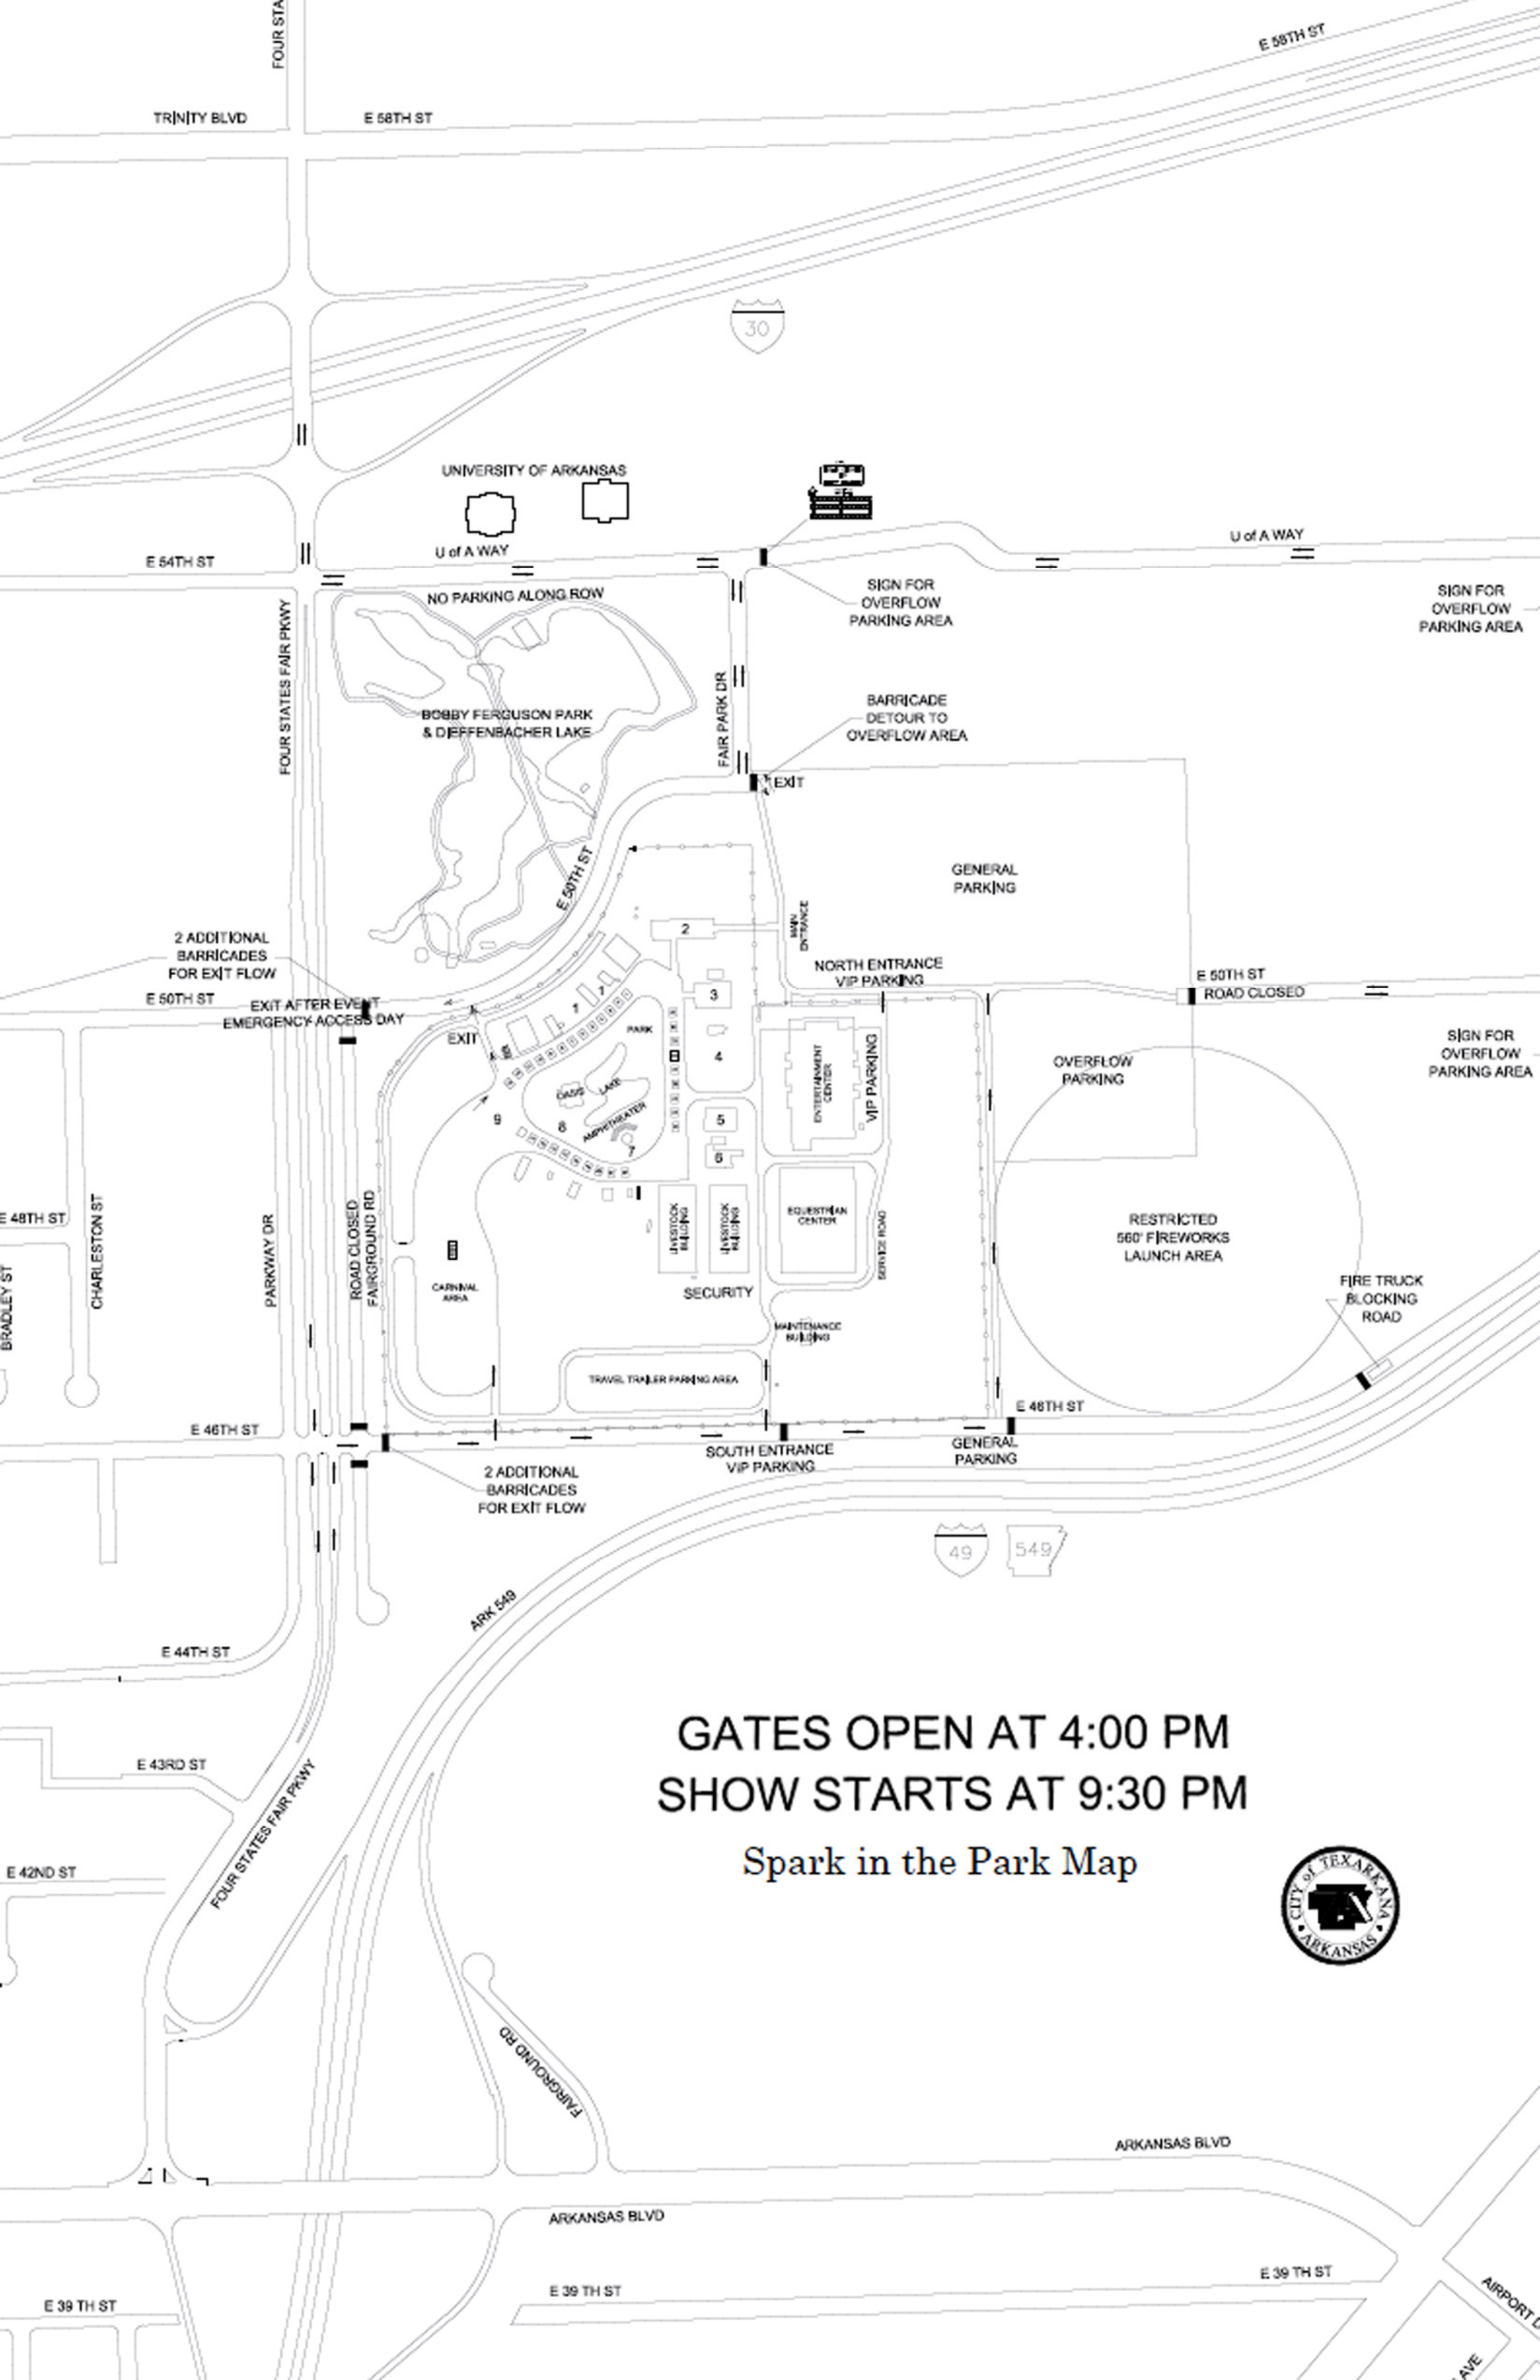 FOUR STA
E 58TH ST
TRINITY BLVD
E 58TH ST
30
UNIVERSITY OF ARKANSAS
U of A WAY
U of A WAY
E 54TH ST
NO PARKING ALONG ROW
SIGN FOR
OVERFLOW
PARKING AREA
SIGN FOR
OVERFLOW
PARKING AREA
FOUR STATES FAIR PKWY
FAIR PARK DR
BOBBY FERGUSON PARK
& DIEFFENBACHER LAKE
BARRICADE
DETOUR TO
OVERFLOW AREA
EXIT
E 50TH ST
GENERAL
PARKING
MAIN
ENTRANCE
2 ADDITIONAL
BARRICADES
FOR EXIT FLOW
2
NORTH ENTRANCE
VIP PARKING
E 50TH ST
ROAD CLOSED
E 50TH ST
EXIT AFTER EVENT
EMERGENCY ACCESS DAY
EXIT
1
1
3
PARK
4
ENTERTAINMENT
CENTER
VIP PARKING
OVERFLOW
PARKING
SIGN FOR
OVERFLOW
PARKING AREA
OASIS
LAKE
AMPHITHEATER
9
8
7
5
6
E 48TH ST
CHARLESTON ST
BRADLEY ST
PARKWAY DR
ROAD CLOSED
FAIRGROUND RD
LIVESTOCK
BUILDING
LIVESTOCK
BUILDING
EQUESTRIAN
CENTER
SERVICE ROAD
RESTRICTED
560' FIREWORKS
LAUNCH AREA
CARNIVAL
AREA
SECURITY
FIRE TRUCK
BLOCKING
ROAD
MAINTENANCE
BUILDING
TRAVEL TRAILER PARKING AREA
E 46TH ST
E 46TH ST
SOUTH ENTRANCE
VIP PARKING
GENERAL
PARKING
2 ADDITIONAL
BARRICADES
FOR EXIT FLOW
49
549
ARK 549
E 44TH ST
GATES OPEN AT 4:00 PM
SHOW STARTS AT 9:30 PM
Spark in the Park Map
E 43RD ST
FOUR STATES FAIR PKWY
E 42ND ST
CITY of TEXARKANA
ARKANSAS
FAIRGROUND RD
ARKANSAS BLVD
ARKANSAS BLVD
E 39 TH ST
E 39 TH ST
E 39 TH ST
AIRPORT D
AVE